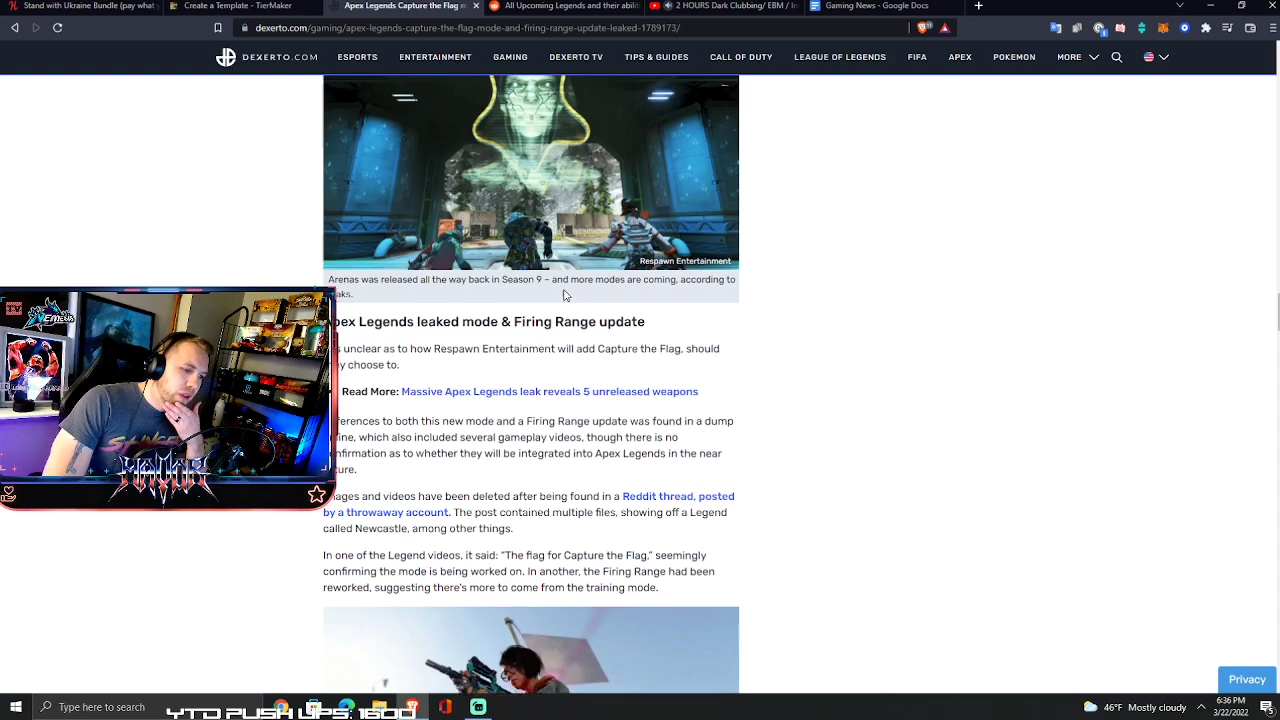 Stand with Ukraine Bundle (pay what y
Create a Template - TierMaker
Apex Legends Capture the Flag m
All Upcoming Legends and their abilit
2 HOURS Dark Clubbing/ EBM / In
Gaming News - Google Docs
dexerto.com/gaming/apex-legends-capture-the-flag-mode-and-firing-range-update-leaked-1789173/
DEXERTO.COM ESPORTS ENTERTAINMENT GAMING DEXERTO TV TIPS & GUIDES CALL OF DUTY LEAGUE OF LEGENDS FIFA APEX POKEMON MORE
Respawn Entertainment
Arenas was released all the way back in Season 9 – and more modes are coming, according to
aks.
pex Legends leaked mode & Firing Range update
s unclear as to how Respawn Entertainment will add Capture the Flag, should
y choose to.
Read More: Massive Apex Legends leak reveals 5 unreleased weapons
ferences to both this new mode and a Firing Range update was found in a dump
line, which also included several gameplay videos, though there is no
nfirmation as to whether they will be integrated into Apex Legends in the near
ture.
ages and videos have been deleted after being found in a Reddit thread, posted
by a throwaway account. The post contained multiple files, showing off a Legend
called Newcastle, among other things.
In one of the Legend videos, it said: “The flag for Capture the Flag,” seemingly
confirming the mode is being worked on. In another, the Firing Range had been
reworked, suggesting there’s more to come from the training mode.
Privacy
Type here to search
YTD PUSH UPS: 1600
46°F Mostly cloudy
6:36 PM
3/22/2022